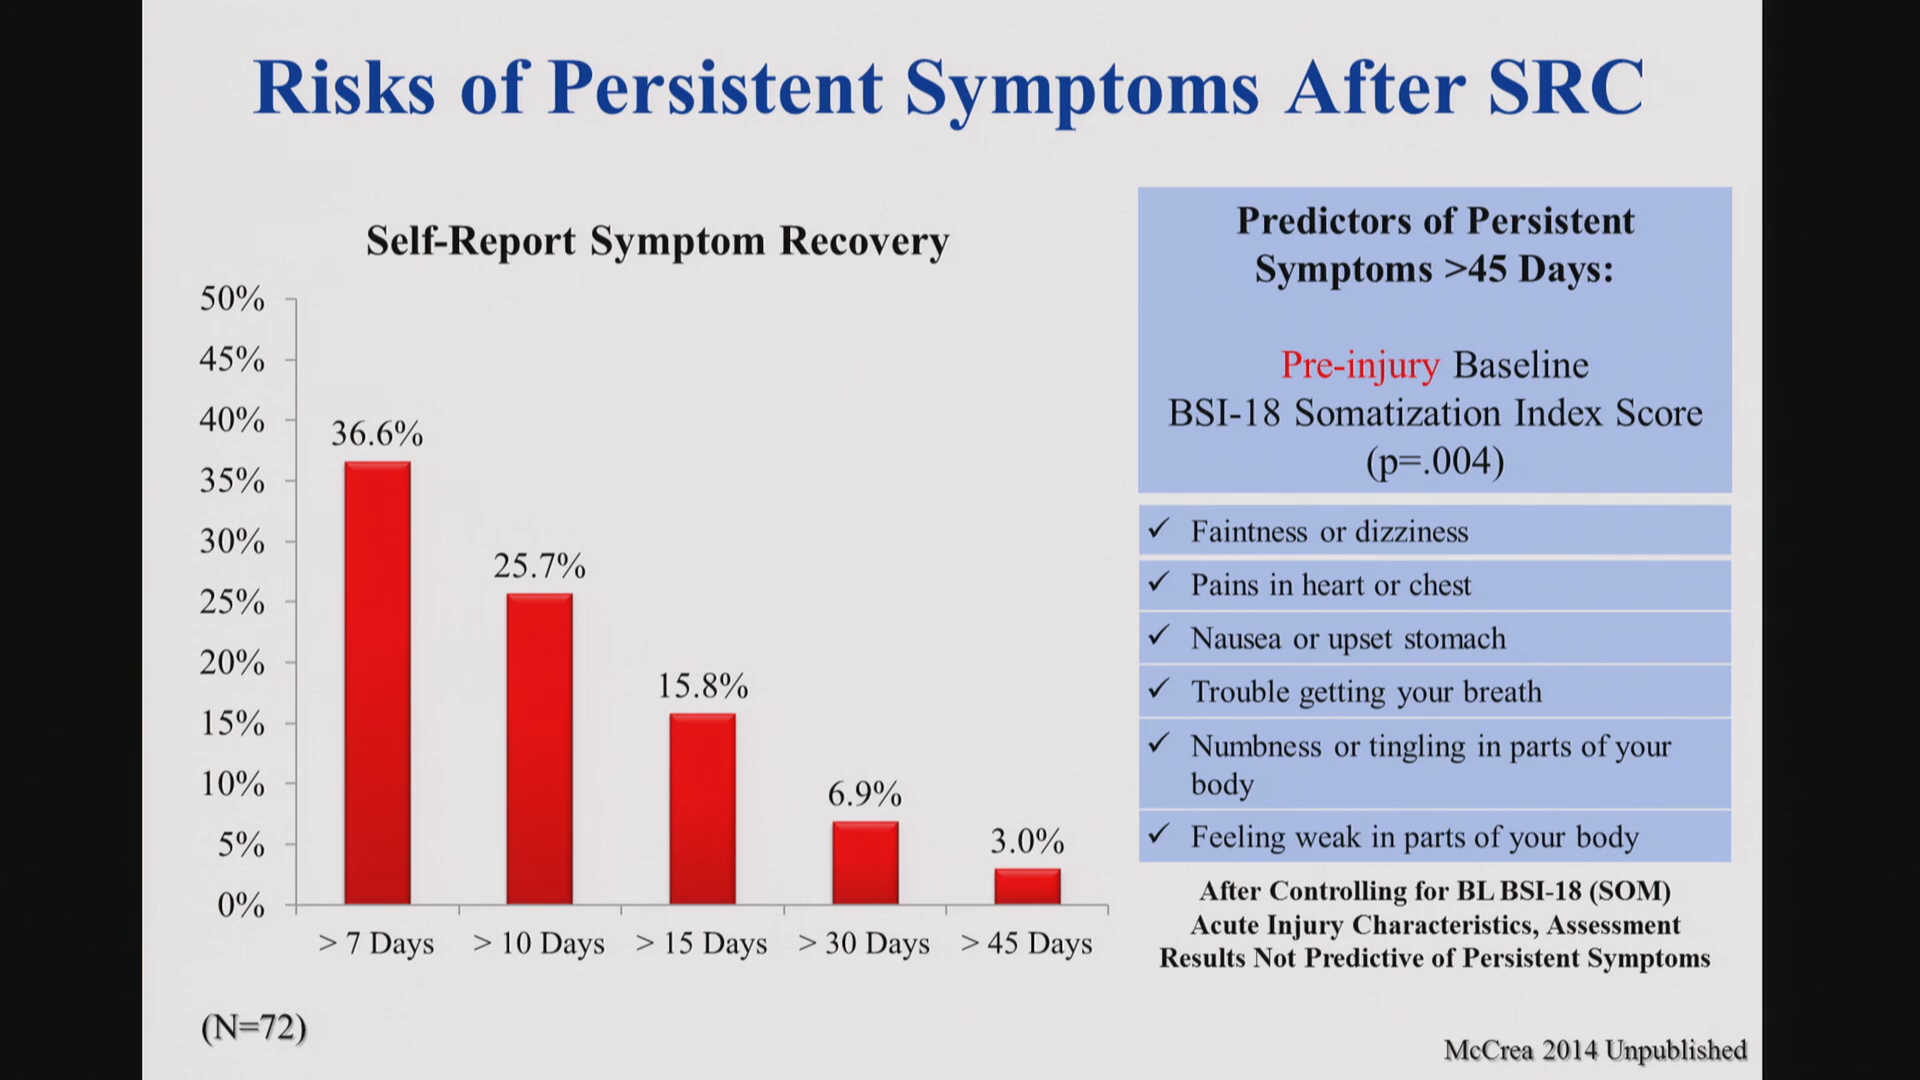 Risks of Persistent Symptoms After SRC
Self-Report Symptom Recovery
50%
45%
40%
35%
30%
25%
20%
15%
10%
5%
0%
36.6%
25.7%
15.8%
6.9%
3.0%
> 7 Days
> 10 Days
> 15 Days
> 30 Days
> 45 Days
(N=72)
Predictors of Persistent
Symptoms >45 Days:
Pre-injury Baseline
BSI-18 Somatization Index Score
(p=.004)
✓ Faintness or dizziness
✓ Pains in heart or chest
✓ Nausea or upset stomach
✓ Trouble getting your breath
✓ Numbness or tingling in parts of your
body
✓ Feeling weak in parts of your body
After Controlling for BL BSI-18 (SOM)
Acute Injury Characteristics, Assessment
Results Not Predictive of Persistent Symptoms
McCrea 2014 Unpublished